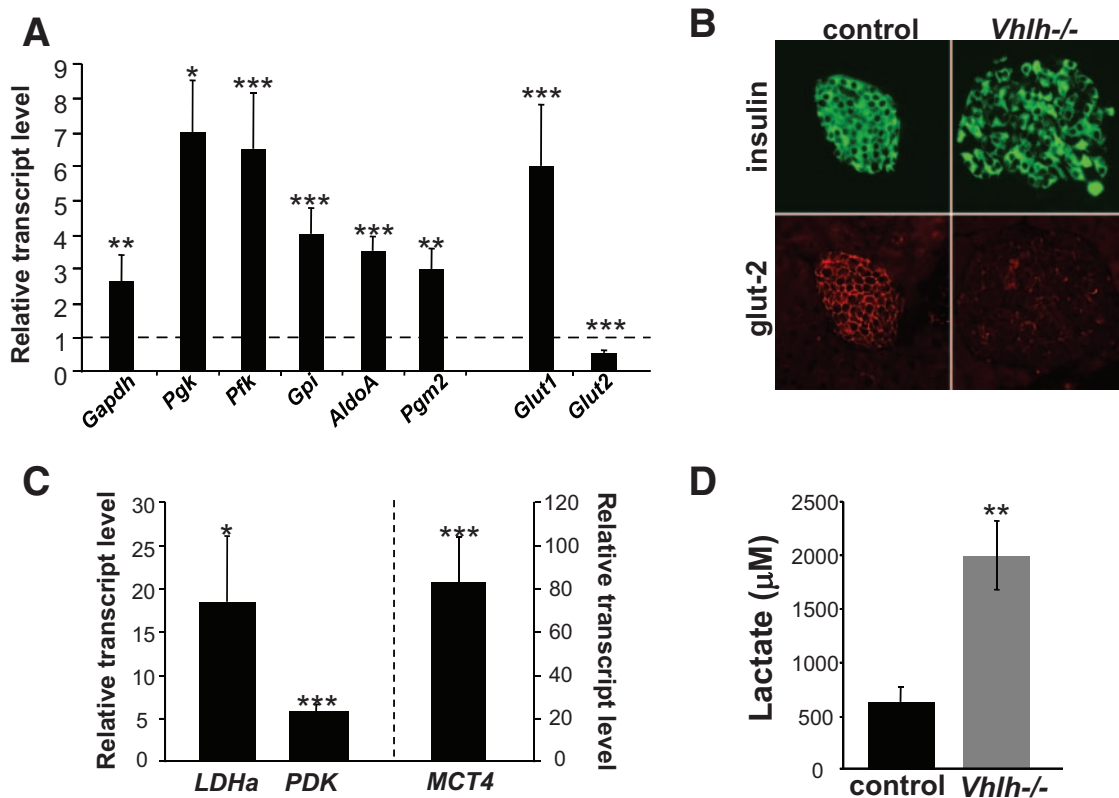 A
Relative transcript level
9
8
7
6
5
4
3
2
1
0
*
***
**
***
***
**
***
***
Gapdh
Pgk
Pfk
Gpi
AldoA
Pgm2
Glut1
Glut2
B
control
Vhlh-/-
insulin
glut-2
C
Relative transcript level
30
25
20
15
10
5
0
*
***
***
120
100
80
60
40
20
0
Relative transcript level
LDHa PDK MCT4
D
Lactate (µM)
2500
2000
1500
1000
500
0
**
control Vhlh-/-